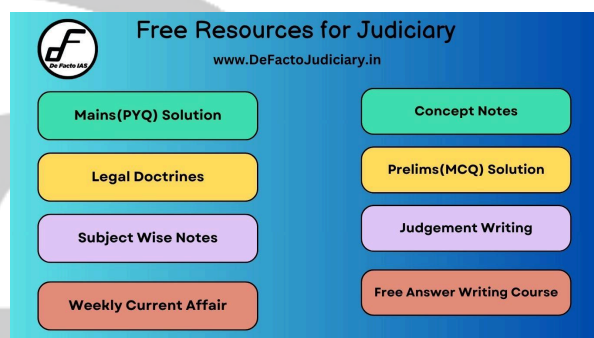 Free Resources for Judiciary
www.DeFactoJudiciary.in
De Facto IAS
Mains(PYQ) Solution
Legal Doctrines
Subject Wise Notes
Weekly Current Affair
Concept Notes
Prelims(MCQ) Solution
Judgement Writing
Free Answer Writing Course